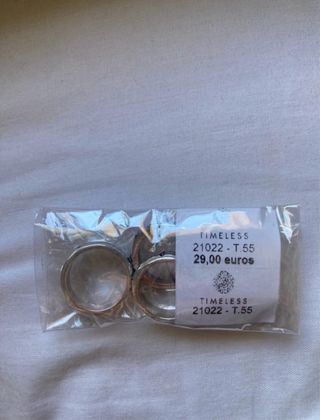 TIMELESS
21022 - T.55
29,00 euros
TIMELESS
21022 - T.55